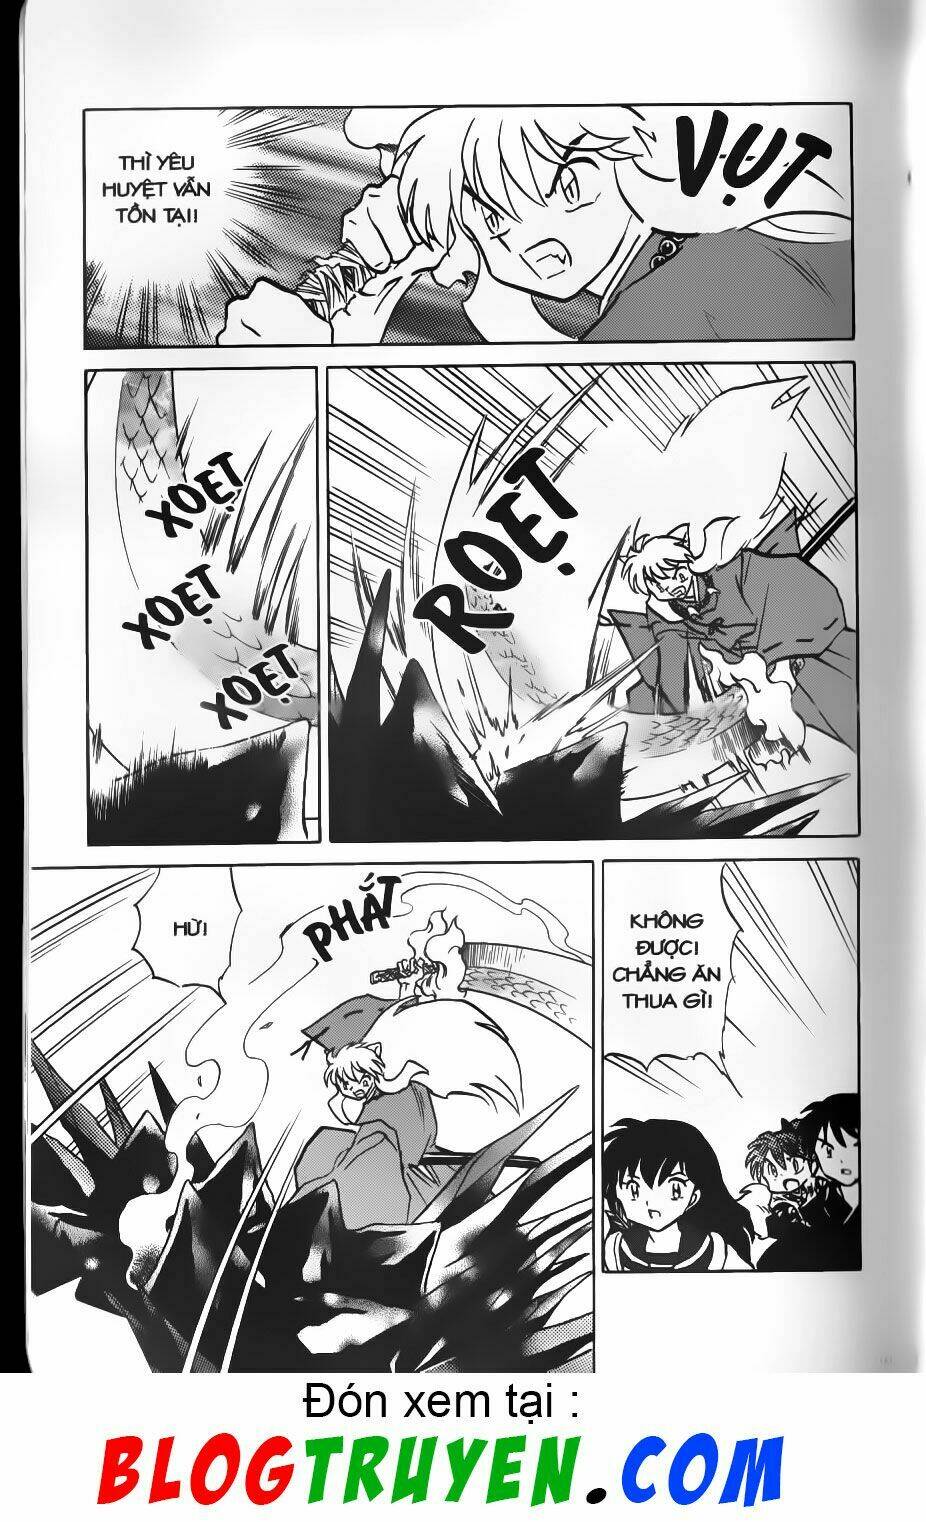 THÌ YÊU
HUYỆT VẪN
TỒN TẠI!
VỤT
XOẸT
XOẸT
XOẸT
ROẸT
HỪ!
PHẮT
KHÔNG
ĐƯỢC!
CHẲNG ĂN
THUA GÌ!
Đón xem tại :
BLOGTRUYEN.COM